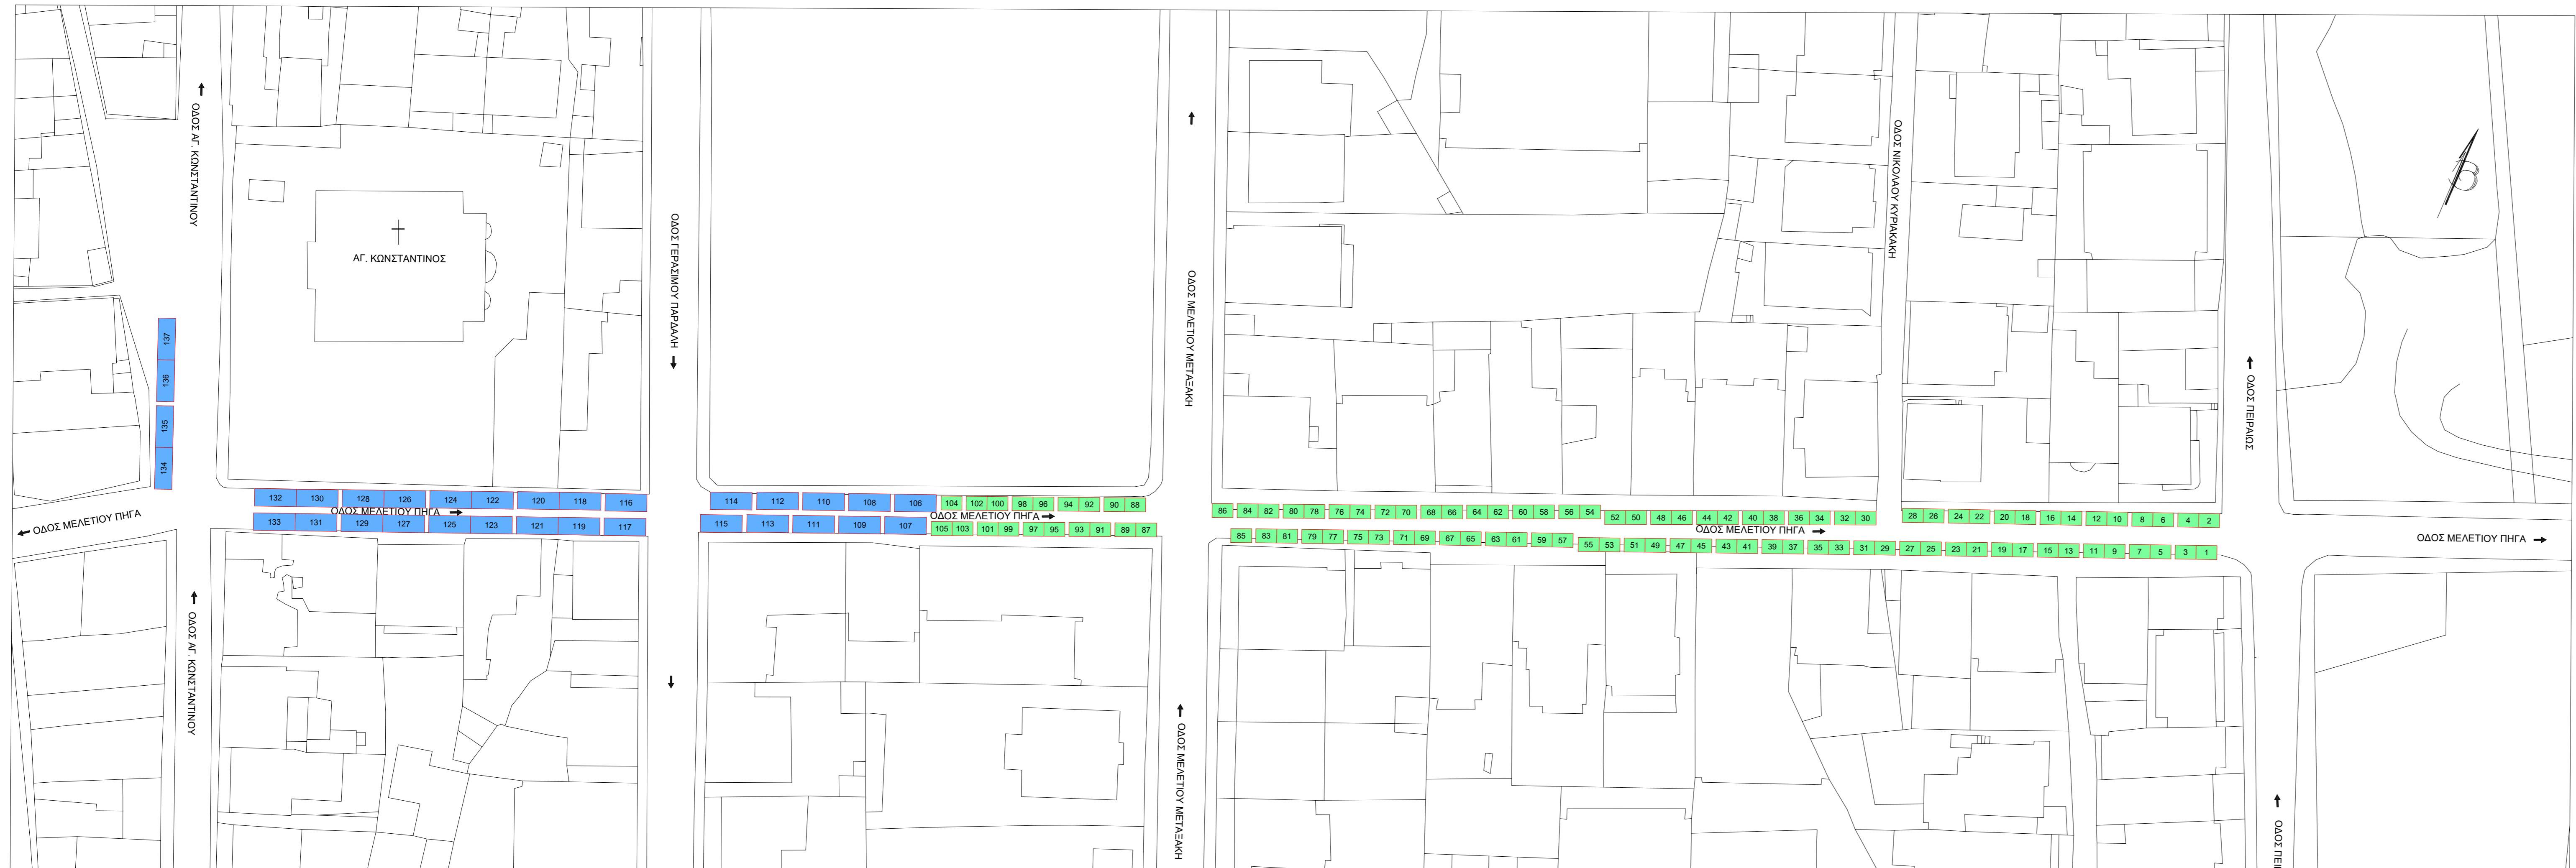 ΟΔΟΣ ΑΓ. ΚΩΝΣΤΑΝΤΙΝΟΥ
ΟΔΟΣ ΓΕΡΑΣΙΜΟΥ ΠΑΡΔΑΛΗ
ΟΔΟΣ ΜΕΛΕΤΙΟΥ ΜΕΤΑΞΑΚΗ
ΟΔΟΣ ΝΙΚΟΛΑΟΥ ΚΥΡΙΑΚΑΚΗ
ΟΔΟΣ ΠΕΙΡΑΙΩΣ
Β
ΑΓ. ΚΩΝΣΤΑΝΤΙΝΟΣ
137
136
135
134
132 130 128 126 124 122 120 118 116
114 112 110 108 106 104 102 100 98 96 94 92 90 88
86 84 82 80 78 76 74 72 70 68 66 64 62 60 58 56 54 52 50 48 46 44 42 40 38 36 34 32 30
28 26 24 22 20 18 16 14 12 10 8 6 4 2
ΟΔΟΣ ΜΕΛΕΤΙΟΥ ΠΗΓΑ
ΟΔΟΣ ΜΕΛΕΤΙΟΥ ΠΗΓΑ
ΟΔΟΣ ΜΕΛΕΤΙΟΥ ΠΗΓΑ
ΟΔΟΣ ΜΕΛΕΤΙΟΥ ΠΗΓΑ
ΟΔΟΣ ΜΕΛΕΤΙΟΥ ΠΗΓΑ
133 131 129 127 125 123 121 119 117
115 113 111 109 107 105 103 101 99 97 95 93 91 89 87
85 83 81 79 77 75 73 71 69 67 65 63 61 59 57 55 53 51 49 47 45 43 41 39 37 35 33 31 29 27 25 23 21 19 17 15 13 11 9 7 5 3 1
ΟΔΟΣ ΑΓ. ΚΩΝΣΤΑΝΤΙΝΟΥ
ΟΔΟΣ ΜΕΛΕΤΙΟΥ ΜΕΤΑΞΑΚΗ
ΟΔΟΣ ΠΕΙ